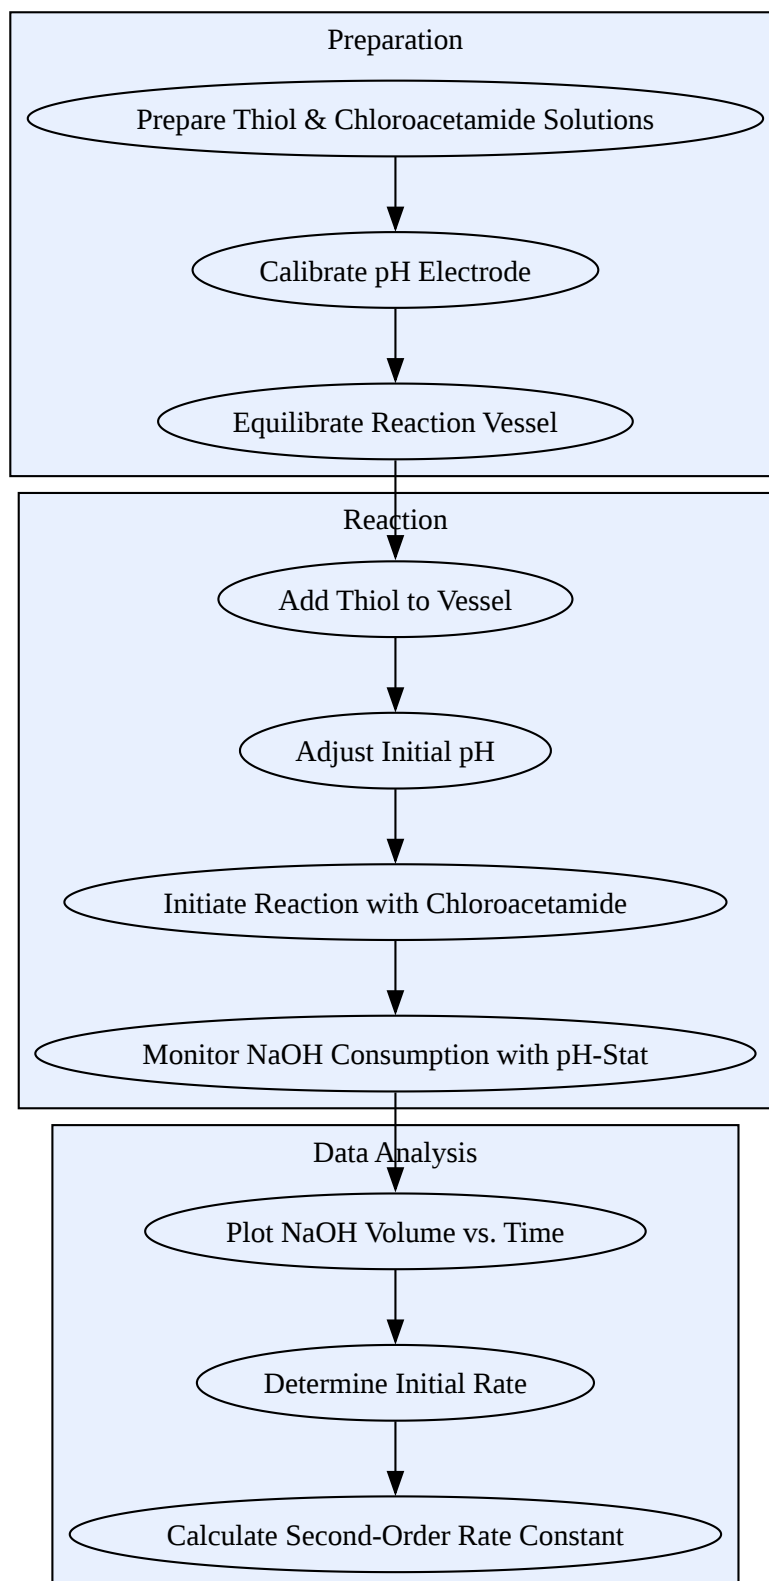 Preparation
Prepare Thiol & Chloroacetamide Solutions
Calibrate pH Electrode
Equilibrate Reaction Vessel
Reaction
Add Thiol to Vessel
Adjust Initial pH
Initiate Reaction with Chloroacetamide
Monitor NaOH Consumption with pH-Stat
Data Analysis
Plot NaOH Volume vs. Time
Determine Initial Rate
Calculate Second-Order Rate Constant